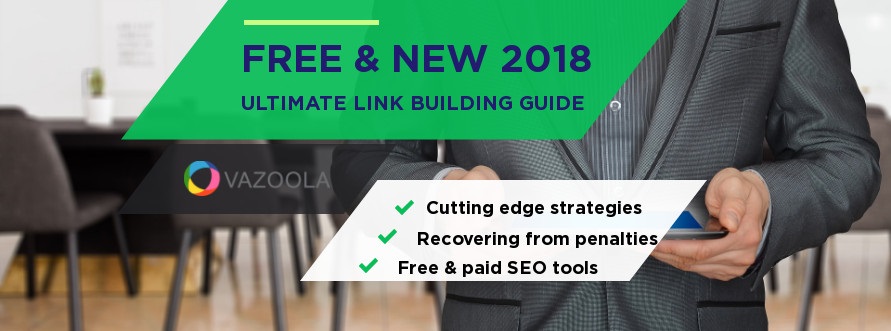 FREE & NEW 2018
ULTIMATE LINK BUILDING GUIDE
VAZOOLA
Cutting edge strategies
Recovering from penalties
Free & paid SEO tools